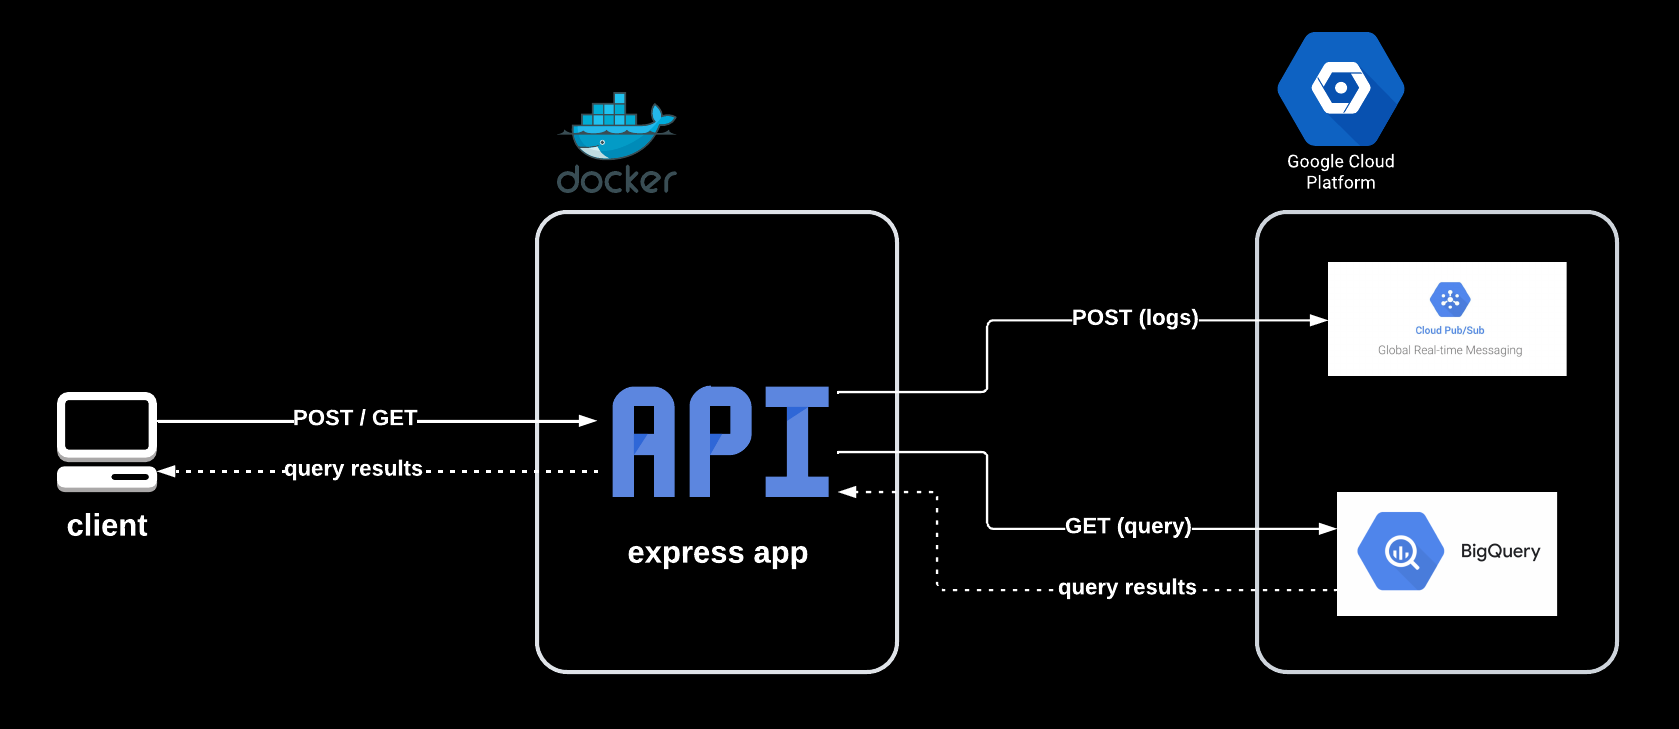 docker
Google Cloud
Platform
POST (logs)
Cloud Pub/Sub
Global Real-time Messaging
POST / GET
query results
client
API
express app
GET (query)
BigQuery
query results